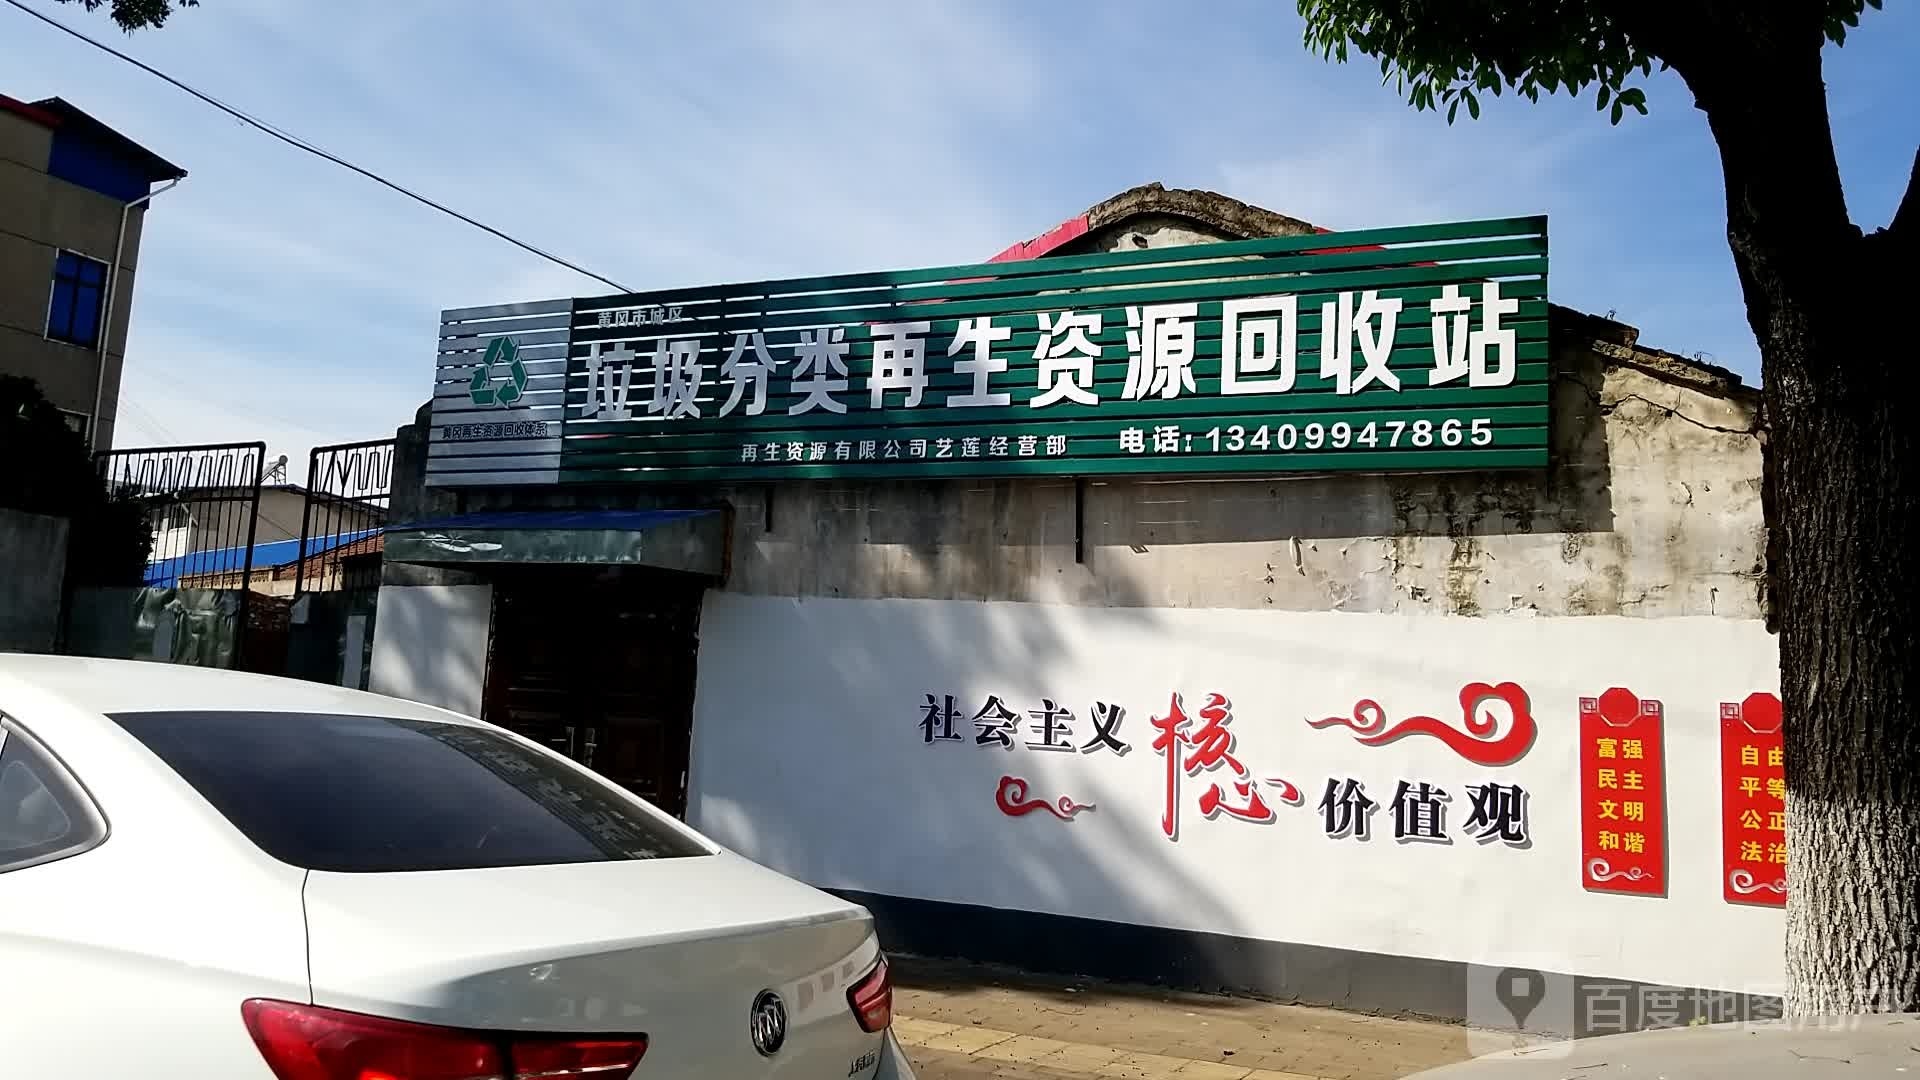 黄冈市城区
垃圾分类再生资源回收站
黄冈再生资源回收体系
再生资源有限公司艺莲经营部 电话：13409947865
社会主义核心价值观
富强
民主
文明
和谐
自由
平等
公正
法治
百度地图用户